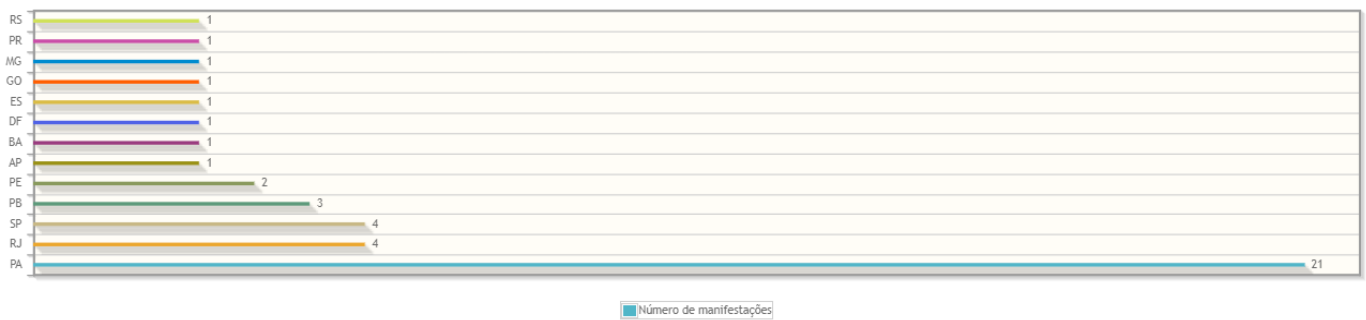 RS 1
PR 1
MG 1
GO 1
ES 1
DF 1
BA 1
AP 1
PE 2
PB 3
SP 4
RJ 4
PA 21
Número de manifestações